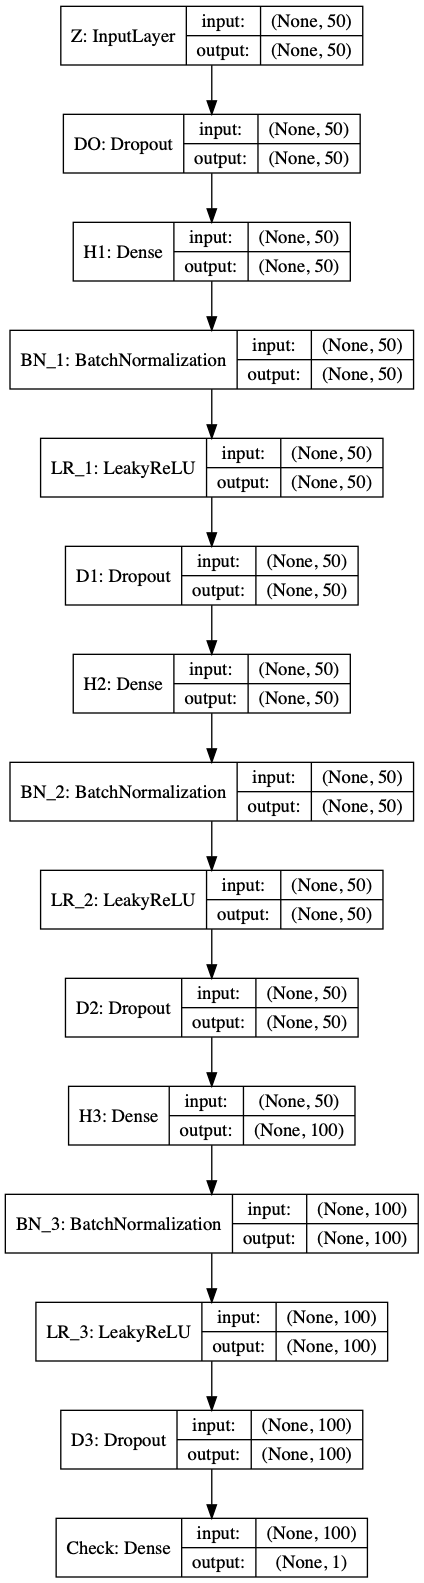 Z: InputLayer
input: (None, 50)
output: (None, 50)
DO: Dropout
input: (None, 50)
output: (None, 50)
H1: Dense
input: (None, 50)
output: (None, 50)
BN_1: BatchNormalization
input: (None, 50)
output: (None, 50)
LR_1: LeakyReLU
input: (None, 50)
output: (None, 50)
D1: Dropout
input: (None, 50)
output: (None, 50)
H2: Dense
input: (None, 50)
output: (None, 50)
BN_2: BatchNormalization
input: (None, 50)
output: (None, 50)
LR_2: LeakyReLU
input: (None, 50)
output: (None, 50)
D2: Dropout
input: (None, 50)
output: (None, 50)
H3: Dense
input: (None, 50)
output: (None, 100)
BN_3: BatchNormalization
input: (None, 100)
output: (None, 100)
LR_3: LeakyReLU
input: (None, 100)
output: (None, 100)
D3: Dropout
input: (None, 100)
output: (None, 100)
Check: Dense
input: (None, 100)
output: (None, 1)